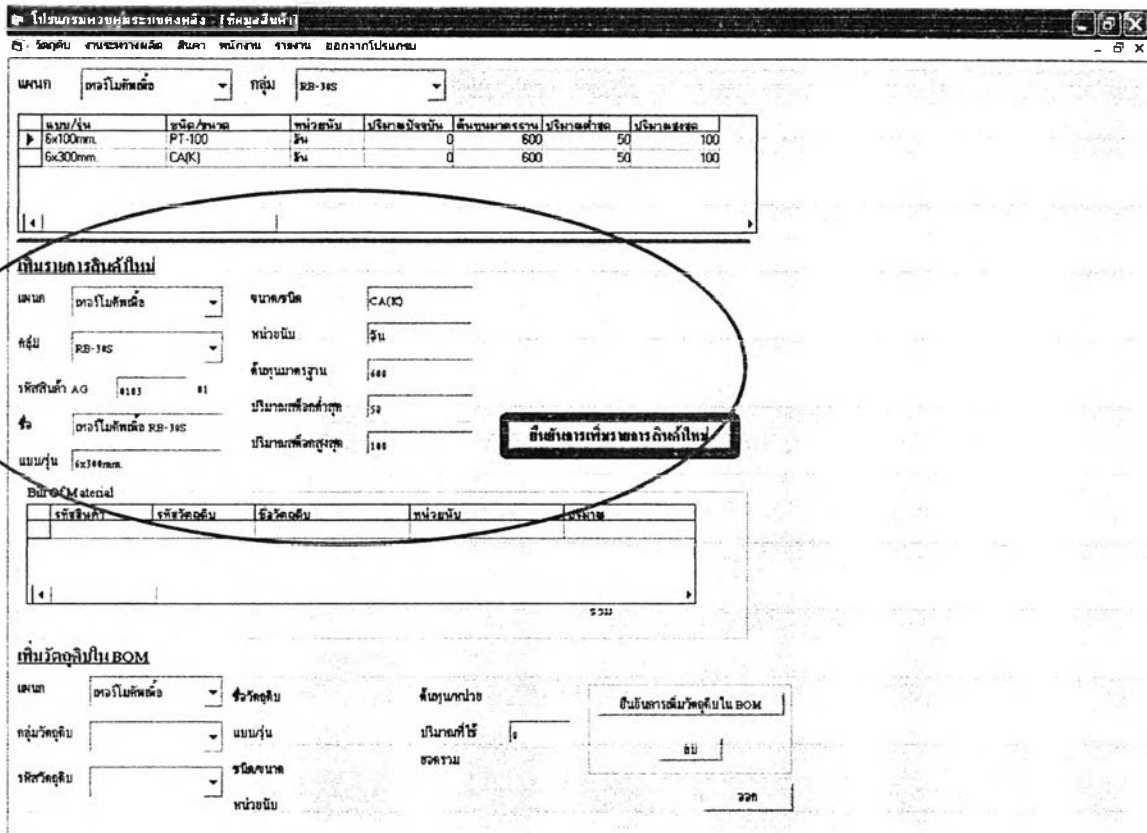 โปรแกรมควบคุมระบบคงคลัง - [ข้อมูลสินค้า]
วัตถุดิบ งานระหว่างผลิต สินค้า พนักงาน รายงาน ออกจากโปรแกรม
แผนก เทอร์โมคัพเพิ้ล กลุ่ม RB-30S
แบบ/รุ่น ชนิด/ขนาด หน่วยนับ ปริมาณปัจจุบัน ต้นทุนมาตรฐาน ปริมาณต่ำสุด ปริมาณสูงสุด
6x100mm. PT-100 อัน 0 600 50 100
6x300mm. CA(K) อัน 0 600 50 100
เพิ่มรายการสินค้าใหม่
แผนก เทอร์โมคัพเพิ้ล ขนาด/ชนิด CA(K)
กลุ่ม RB-30S หน่วยนับ อัน
ต้นทุนมาตรฐาน 600
รหัสสินค้า AG 0103 01
ปริมาณสต็อกต่ำสุด 50
ชื่อ เทอร์โมคัพเพิ้ล RB-30S
ปริมาณสต็อกสูงสุด 100
ยืนยันการเพิ่มรายการสินค้าใหม่
แบบ/รุ่น 6x300mm.
Bill Of Material
รหัสสินค้า รหัสวัตถุดิบ ชื่อวัตถุดิบ หน่วยนับ ปริมาณ
รวม
เพิ่มวัตถุดิบใน BOM
แผนก เทอร์โมคัพเพิ้ล ชื่อวัตถุดิบ ต้นทุน/หน่วย
ยืนยันการเพิ่มวัตถุดิบใน BOM
กลุ่มวัตถุดิบ แบบ/รุ่น ปริมาณที่ใช้ 0
ลบ
รหัสวัตถุดิบ ชนิด/ขนาด ยอดรวม
หน่วยนับ
ออก